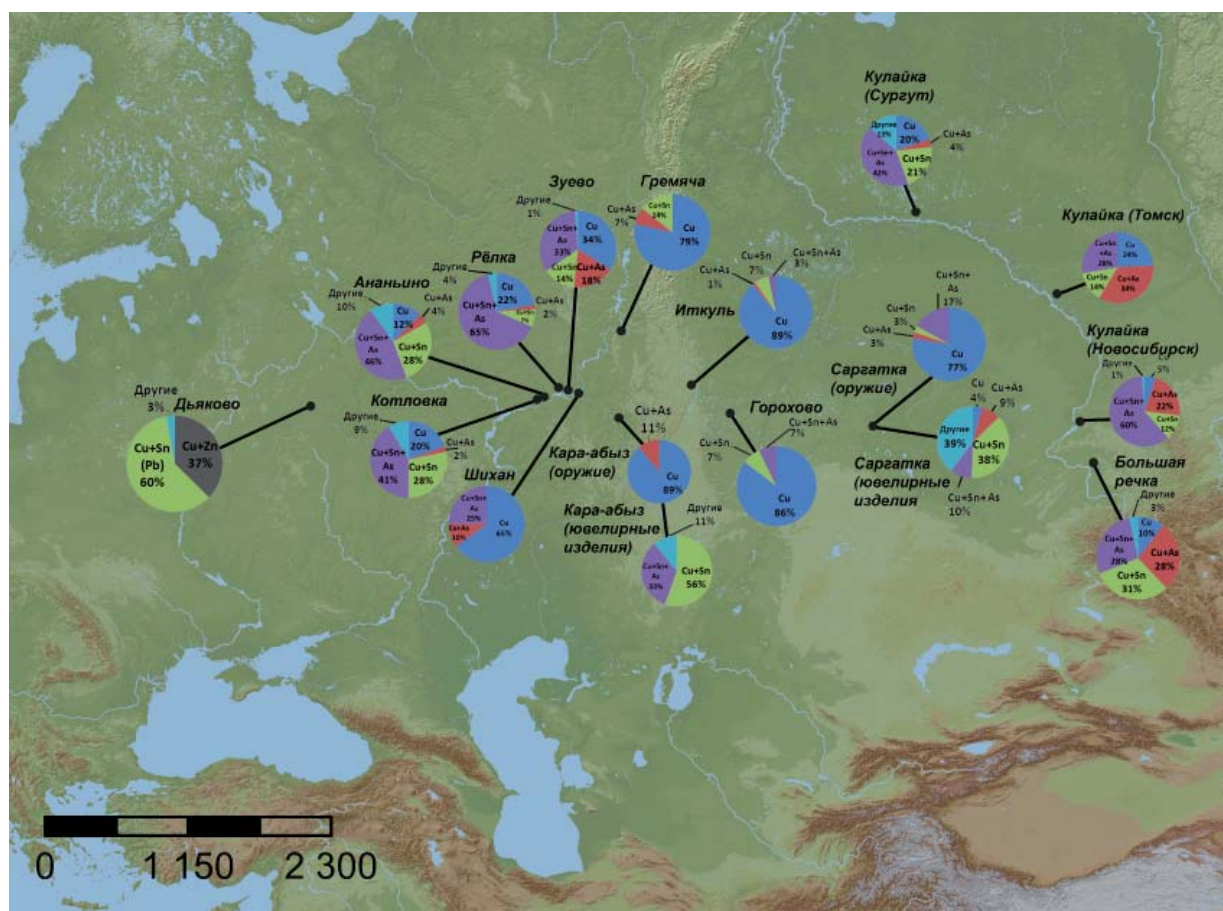 Кулайка
(Сургут)
Другие
13%
Cu
20%
Cu+As
4%
Cu+Sn+
As
42%
Cu+Sn
21%
Зуево
Другие
1%
Cu+Sn+
As
33%
Cu
34%
Cu+Sn
14%
Cu+As
18%
Гремяча
Cu+As
7%
Cu+Sn
14%
Cu
79%
Кулайка (Томск)
Cu+Sn
+As
28%
Cu
24%
Cu+Sn
14%
Cu+As
34%
Рёлка
Другие
4%
Cu
22%
Cu+As
2%
Cu+Sn+
As
65%
Cu+Sn
7%
Ананьино
Другие
10%
Cu
12%
Cu+As
4%
Cu+Sn+
As
46%
Cu+Sn
28%
Иткуль
Cu+As
1%
Cu+Sn
7%
Cu+Sn+As
3%
Cu
89%
Саргатка
(оружие)
Cu+Sn+
As
17%
Cu+Sn
3%
Cu+As
3%
Cu
77%
Кулайка
(Новосибирск)
Другие
1%
Cu
5%
Cu+As
22%
Cu+Sn+
As
60%
Cu+Sn
12%
Дьяково
Другие
3%
Cu+Zn
37%
Cu+Sn
(Pb)
60%
Котловка
Другие
9%
Cu
20%
Cu+As
2%
Cu+Sn+
As
41%
Cu+Sn
28%
Шихан
Cu+Sn+
As
25%
Cu+As
Cu
Кара-абыз
(оружие)
Cu+As
11%
Cu
89%
Кара-абыз
(ювелирные
изделия)
Другие
11%
Cu+Sn+
As
33%
Cu+Sn
56%
Горохово
Cu+Sn
7%
Cu+Sn+As
7%
Cu
86%
Саргатка
(ювелирные
изделия
Cu
4%
Cu+As
9%
Другие
39%
Cu+Sn
38%
Cu+Sn+As
10%
Большая
речка
Другие
3%
Cu
10%
Cu+Sn+
As
28%
Cu+As
28%
Cu+Sn
31%
0 1 150 2 300